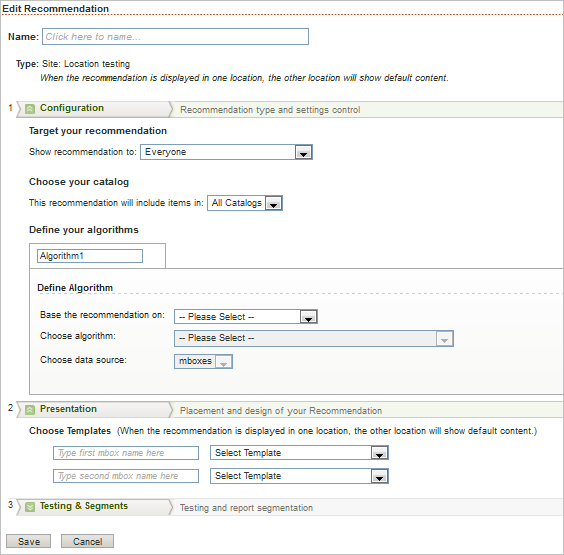 Edit Recommendation
Name: Click here to name...
Type: Site: Location testing
When the recommendation is displayed in one location, the other location will show default content.
1 Configuration Recommendation type and settings control
Target your recommendation
Show recommendation to: Everyone
Choose your catalog
This recommendation will include items in: All Catalogs
Define your algorithms
Algorithm1
Define Algorithm
Base the recommendation on: -- Please Select --
Choose algorithm: -- Please Select --
Choose data source: mboxes
2 Presentation Placement and design of your Recommendation
Choose Templates (When the recommendation is displayed in one location, the other location will show default content.)
Type first mbox name here Select Template
Type second mbox name here Select Template
3 Testing & Segments Testing and report segmentation
Save Cancel